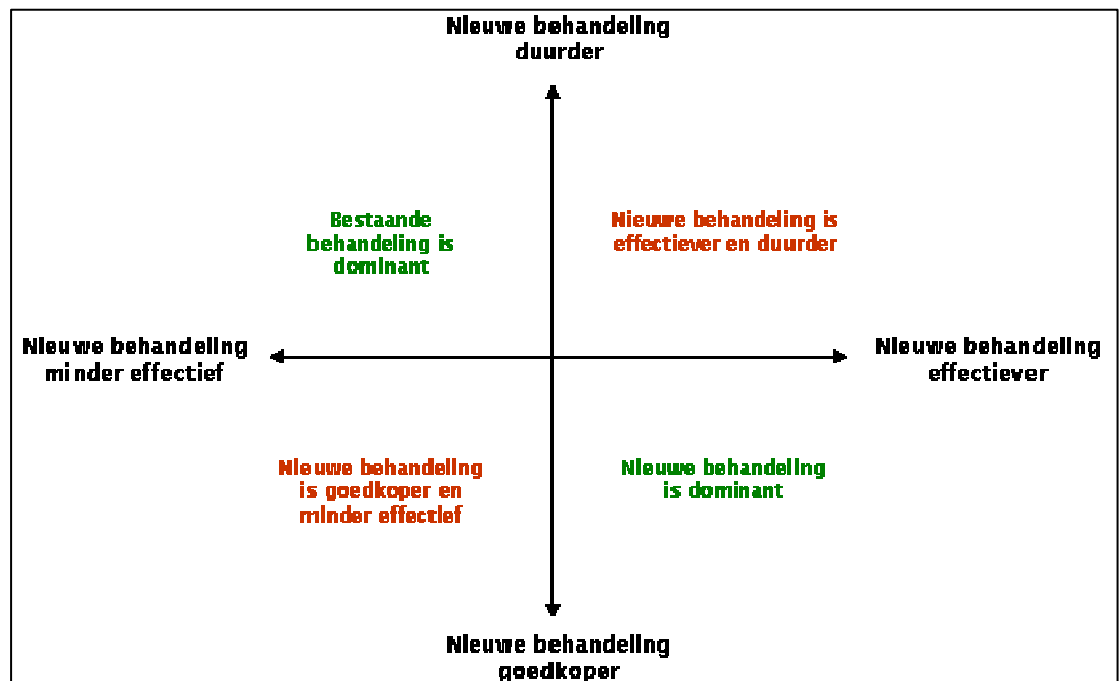 Nieuwe behandeling
duurder
Bestaande
behandeling is
dominant
Nieuwe behandeling is
effectiever en duurder
Nieuwe behandeling
minder effectief
Nieuwe behandeling
effectiever
Nieuwe behandeling
is goedkoper en
minder effectief
Nieuwe behandeling
is dominant
Nieuwe behandeling
goedkoper